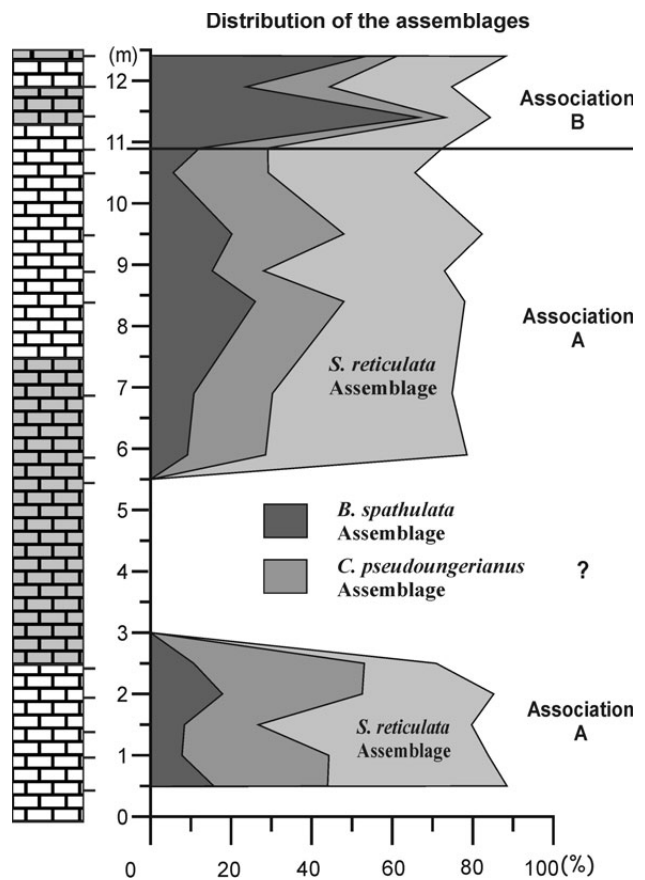 Distribution of the assemblages
(m)
12
11
10
9
8
7
6
5
4
3
2
1
0
Association
B
Association
A
S. reticulata
Assemblage
B. spathulata
Assemblage
C. pseudoungerianus
Assemblage
?
S. reticulata
Assemblage
Association
A
0 20 40 60 80 100(%)